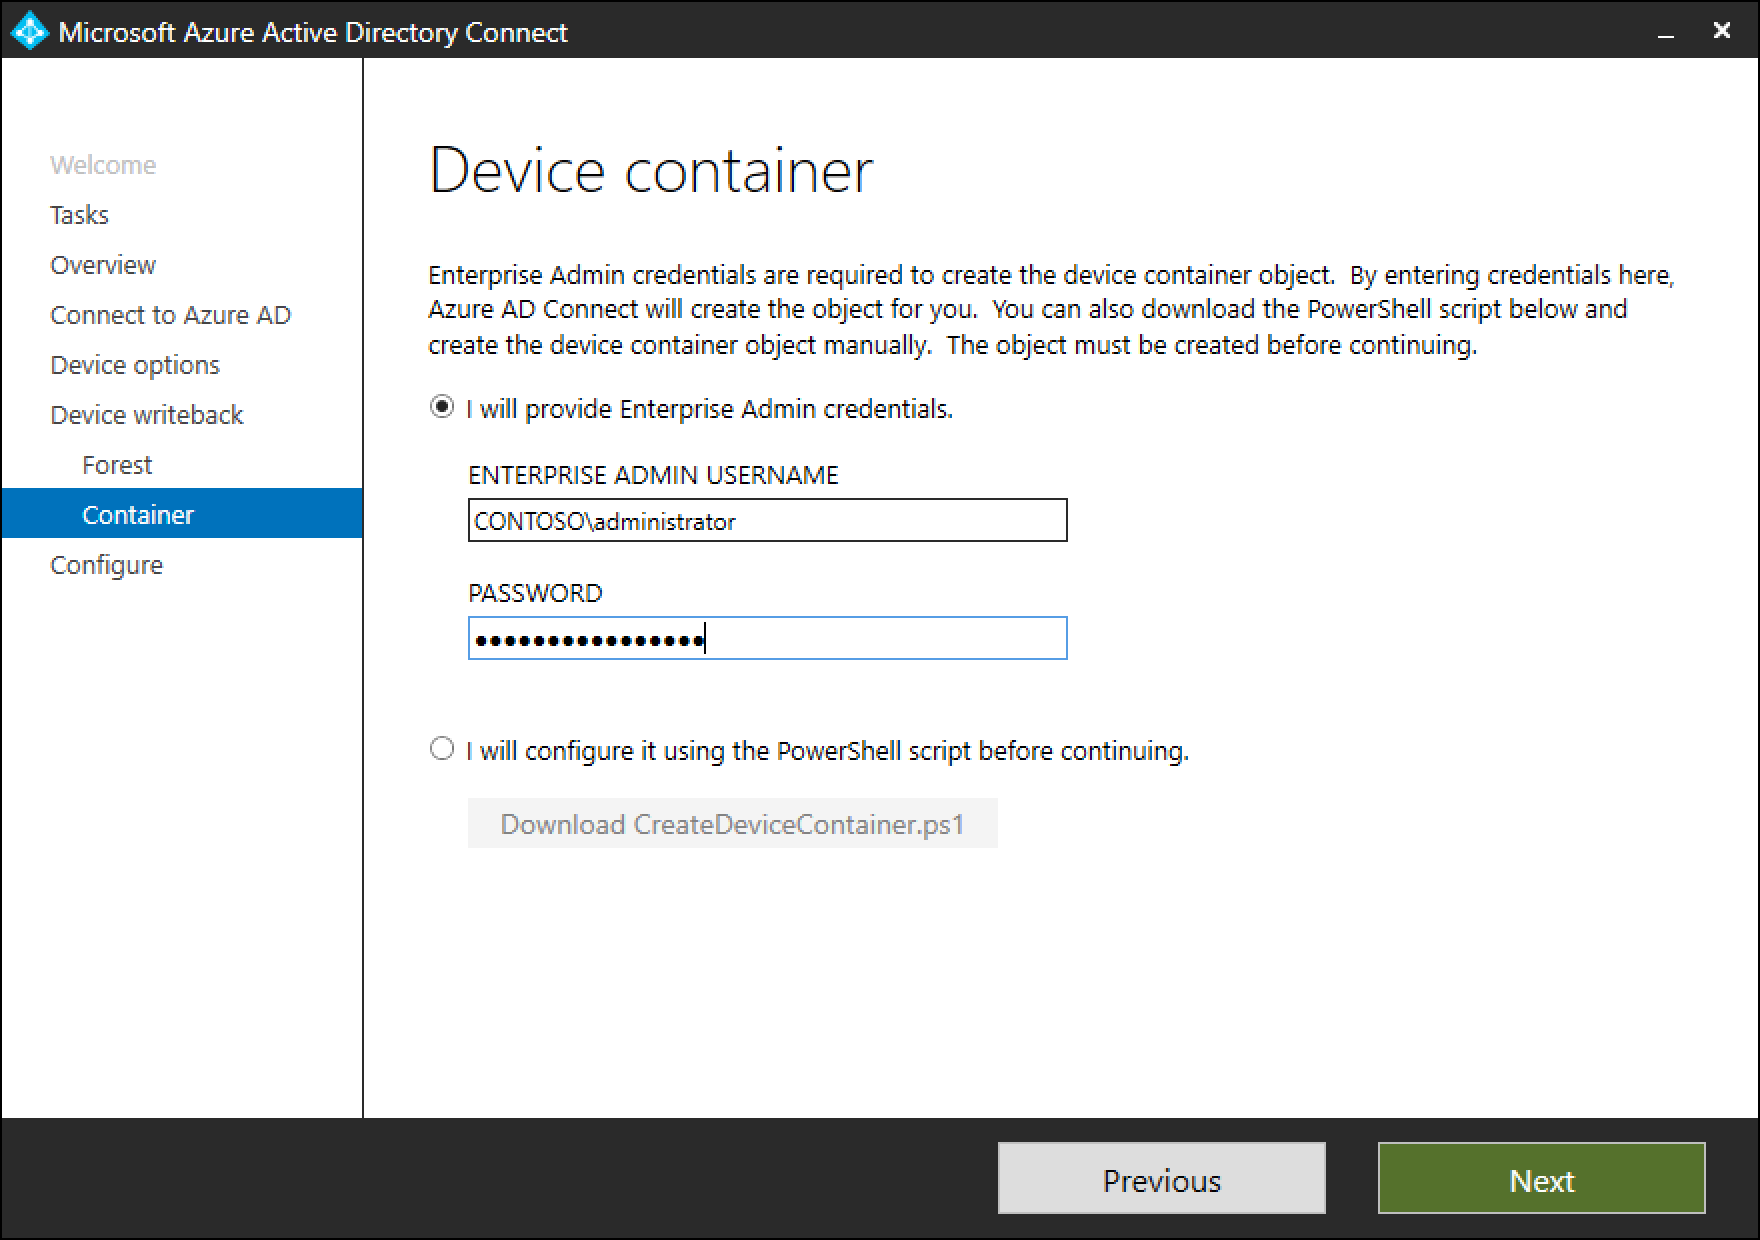 Microsoft Azure Active Directory Connect
Welcome
Tasks
Overview
Connect to Azure AD
Device options
Device writeback
Forest
Container
Configure
Device container
Enterprise Admin credentials are required to create the device container object.  By entering credentials here,
Azure AD Connect will create the object for you.  You can also download the PowerShell script below and
create the device container object manually.  The object must be created before continuing.
I will provide Enterprise Admin credentials.
ENTERPRISE ADMIN USERNAME
CONTOSO\administrator
PASSWORD
●●●●●●●●●●●●●●●●
I will configure it using the PowerShell script before continuing.
Download CreateDeviceContainer.ps1
Previous
Next